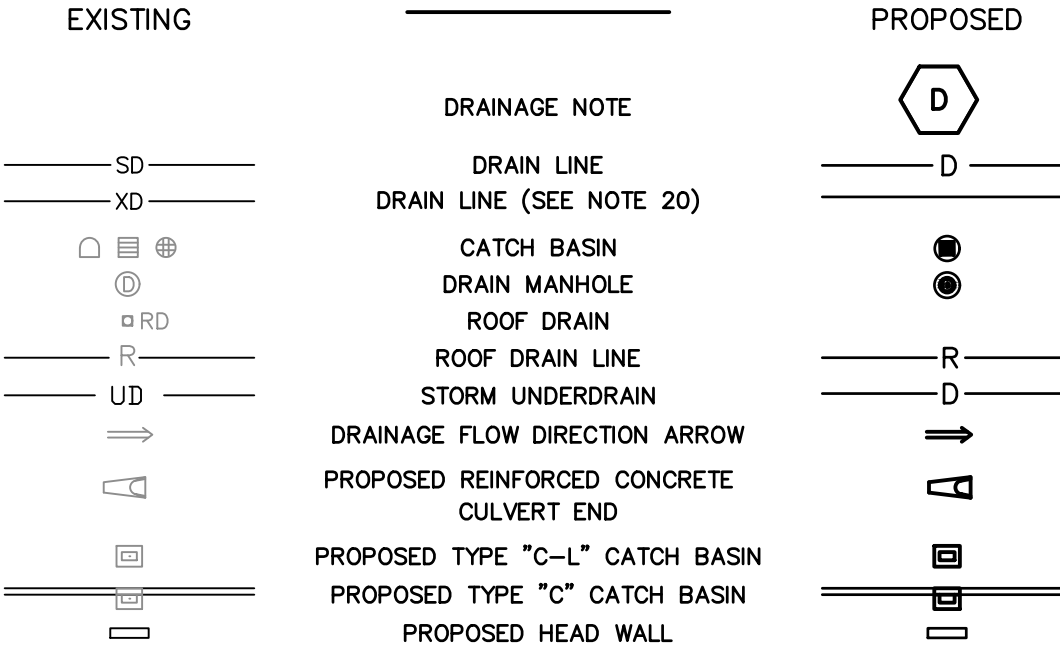 EXISTING PROPOSED
DRAINAGE NOTE D
SD DRAIN LINE D
XD DRAIN LINE (SEE NOTE 20)
CATCH BASIN
D DRAIN MANHOLE
RD ROOF DRAIN
R ROOF DRAIN LINE R
UD STORM UNDERDRAIN D
DRAINAGE FLOW DIRECTION ARROW
PROPOSED REINFORCED CONCRETE
CULVERT END
PROPOSED TYPE "C-L" CATCH BASIN
PROPOSED TYPE "C" CATCH BASIN
PROPOSED HEAD WALL